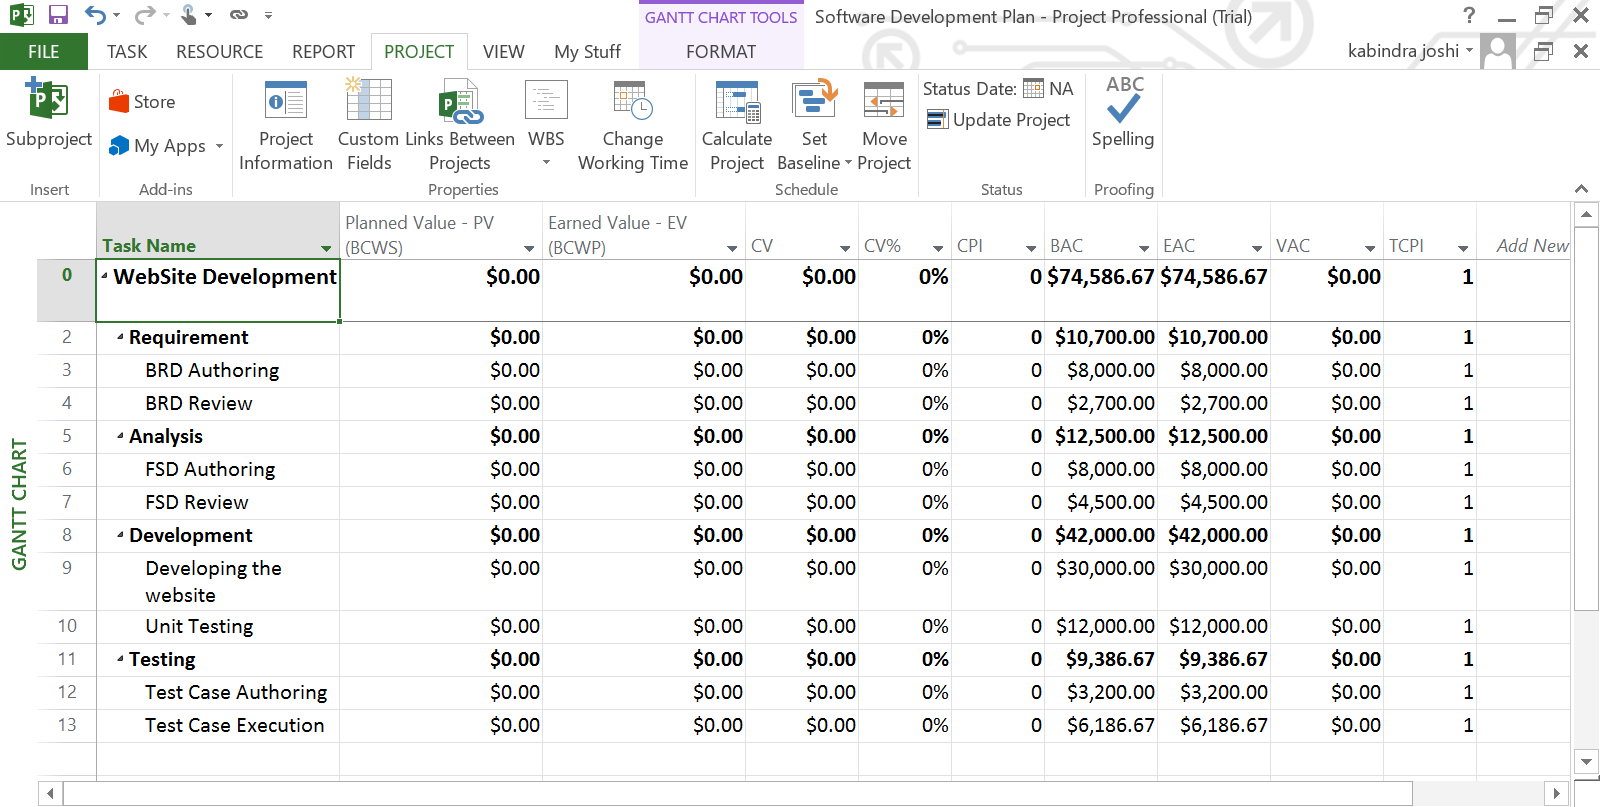 GANTT CHART TOOLS
Software Development Plan - Project Professional (Trial)
?
FILE TASK RESOURCE REPORT PROJECT VIEW My Stuff FORMAT kabindra joshi
Subproject
Insert
Store
My Apps
Add-ins
Project Information
Custom Fields
Links Between Projects
WBS
Change Working Time
Properties
Calculate Project
Set Baseline
Move Project
Schedule
Status Date: NA
Update Project
Status
ABC
Spelling
Proofing
GANTT CHART
Task Name Planned Value - PV (BCWS) Earned Value - EV (BCWP) CV CV% CPI BAC EAC VAC TCPI Add New
0 WebSite Development $0.00 $0.00 $0.00 0% 0 $74,586.67 $74,586.67 $0.00 1
2 Requirement $0.00 $0.00 $0.00 0% 0 $10,700.00 $10,700.00 $0.00 1
3 BRD Authoring $0.00 $0.00 $0.00 0% 0 $8,000.00 $8,000.00 $0.00 1
4 BRD Review $0.00 $0.00 $0.00 0% 0 $2,700.00 $2,700.00 $0.00 1
5 Analysis $0.00 $0.00 $0.00 0% 0 $12,500.00 $12,500.00 $0.00 1
6 FSD Authoring $0.00 $0.00 $0.00 0% 0 $8,000.00 $8,000.00 $0.00 1
7 FSD Review $0.00 $0.00 $0.00 0% 0 $4,500.00 $4,500.00 $0.00 1
8 Development $0.00 $0.00 $0.00 0% 0 $42,000.00 $42,000.00 $0.00 1
9 Developing the website $0.00 $0.00 $0.00 0% 0 $30,000.00 $30,000.00 $0.00 1
10 Unit Testing $0.00 $0.00 $0.00 0% 0 $12,000.00 $12,000.00 $0.00 1
11 Testing $0.00 $0.00 $0.00 0% 0 $9,386.67 $9,386.67 $0.00 1
12 Test Case Authoring $0.00 $0.00 $0.00 0% 0 $3,200.00 $3,200.00 $0.00 1
13 Test Case Execution $0.00 $0.00 $0.00 0% 0 $6,186.67 $6,186.67 $0.00 1